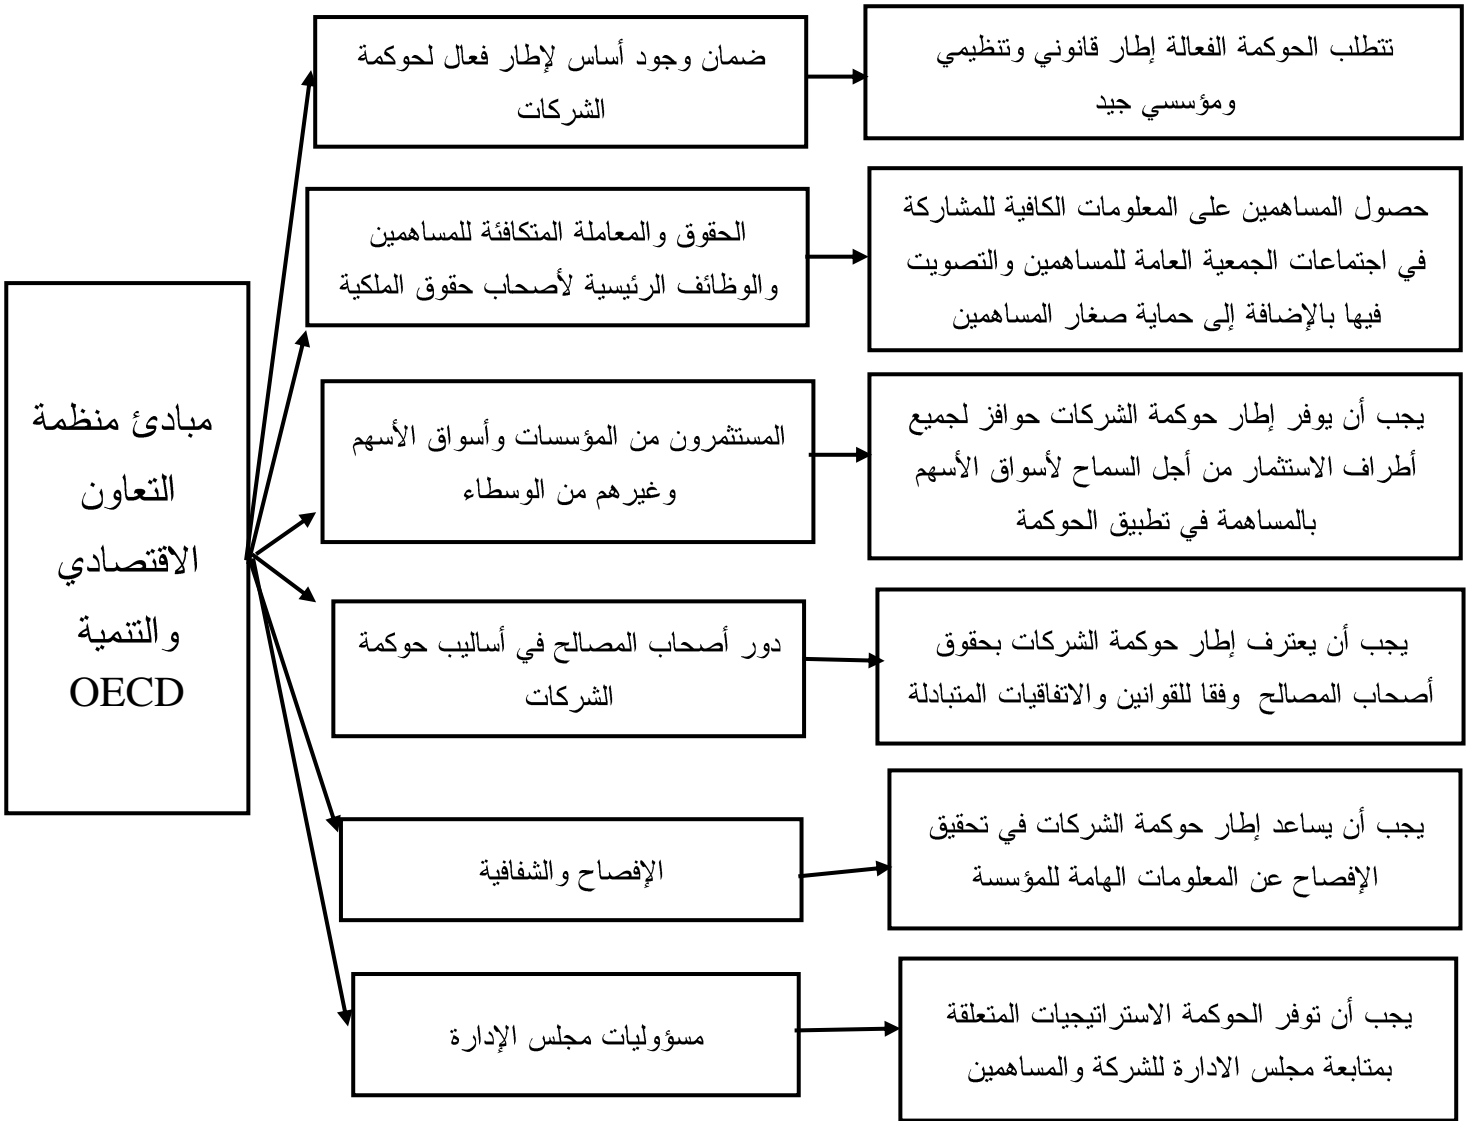 مبادئ منظمة
التعاون
الاقتصادي
والتنمية
OECD
ضمان وجود أساس لإطار فعال لحوكمة
الشركات
تتطلب الحوكمة الفعالة إطار قانوني وتنظيمي
ومؤسسي جيد
الحقوق والمعاملة المتكافئة للمساهمين
والوظائف الرئيسية لأصحاب حقوق الملكية
حصول المساهمين على المعلومات الكافية للمشاركة
في اجتماعات الجمعية العامة للمساهمين والتصويت
فيها بالإضافة إلى حماية صغار المساهمين
المستثمرون من المؤسسات وأسواق الأسهم
وغيرهم من الوسطاء
يجب أن يوفر إطار حوكمة الشركات حوافز لجميع
أطراف الاستثمار من أجل السماح لأسواق الأسهم
بالمساهمة في تطبيق الحوكمة
دور أصحاب المصالح في أساليب حوكمة
الشركات
يجب أن يعترف إطار حوكمة الشركات بحقوق
أصحاب المصالح وفقا للقوانين والاتفاقيات المتبادلة
الإفصاح والشفافية
يجب أن يساعد إطار حوكمة الشركات في تحقيق
الإفصاح عن المعلومات الهامة للمؤسسة
مسؤوليات مجلس الإدارة
يجب أن توفر الحوكمة الاستراتيجيات المتعلقة
بمتابعة مجلس الادارة للشركة والمساهمين